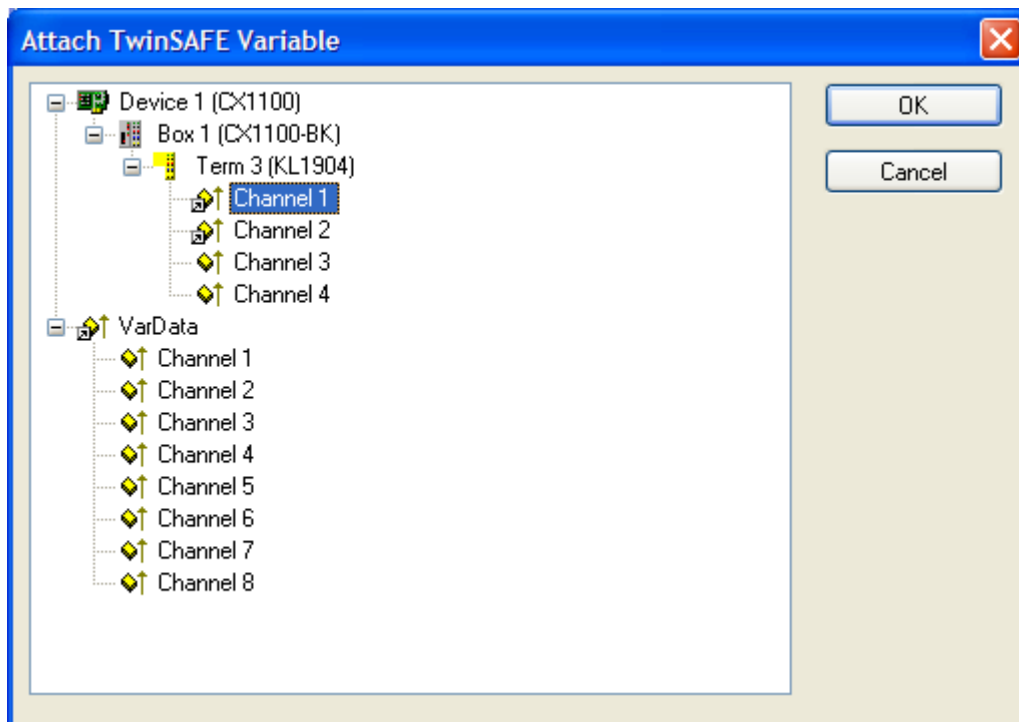 Attach TwinSAFE Variable
Device 1 (CX1100)
OK
Box 1 (CX1100-BK)
Term 3 (KL1904)
Cancel
Channel 1
Channel 2
Channel 3
Channel 4
VarData
Channel 1
Channel 2
Channel 3
Channel 4
Channel 5
Channel 6
Channel 7
Channel 8